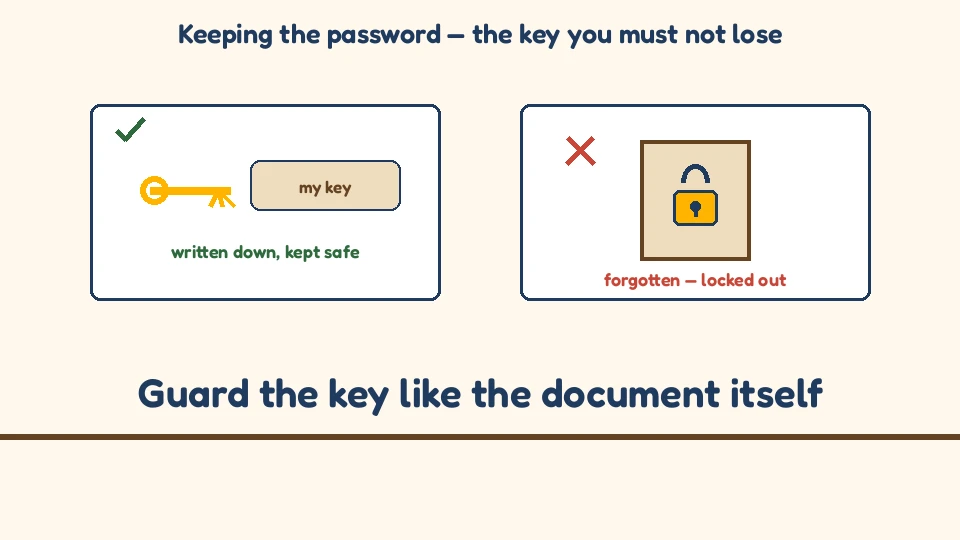 Keeping the password — the key you must not lose
my key
written down, kept safe
forgotten — locked out
Guard the key like the document itself